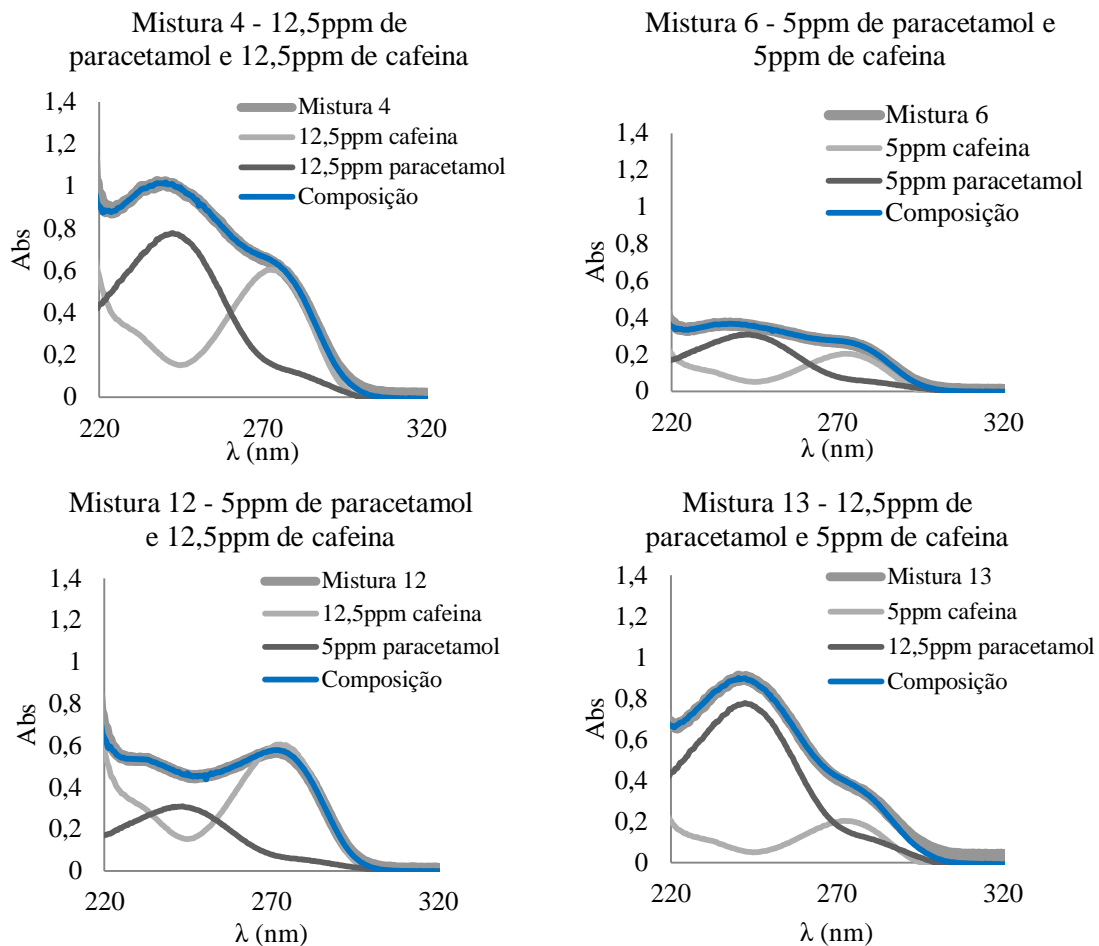 Mistura 4 - 12,5ppm de
paracetamol e 12,5ppm de cafeina
1,4
1,2
1
0,8
0,6
0,4
0,2
0
Abs
Mistura 4
12,5ppm cafeina
12,5ppm paracetamol
Composição
220
270
320
λ (nm)
Mistura 6 - 5ppm de paracetamol e
5ppm de cafeina
1,4
1,2
1
0,8
0,6
0,4
0,2
0
Abs
Mistura 6
5ppm cafeina
5ppm paracetamol
Composição
220
270
320
λ (nm)
Mistura 12 - 5ppm de paracetamol
e 12,5ppm de cafeina
1,4
1,2
1
0,8
0,6
0,4
0,2
0
Abs
Mistura 12
12,5ppm cafeina
5ppm paracetamol
Composição
220
270
320
λ (nm)
Mistura 13 - 12,5ppm de
paracetamol e 5ppm de cafeina
1,4
1,2
1
0,8
0,6
0,4
0,2
0
Abs
Mistura 13
5ppm cafeina
12,5ppm paracetamol
Composição
220
270
320
λ (nm)